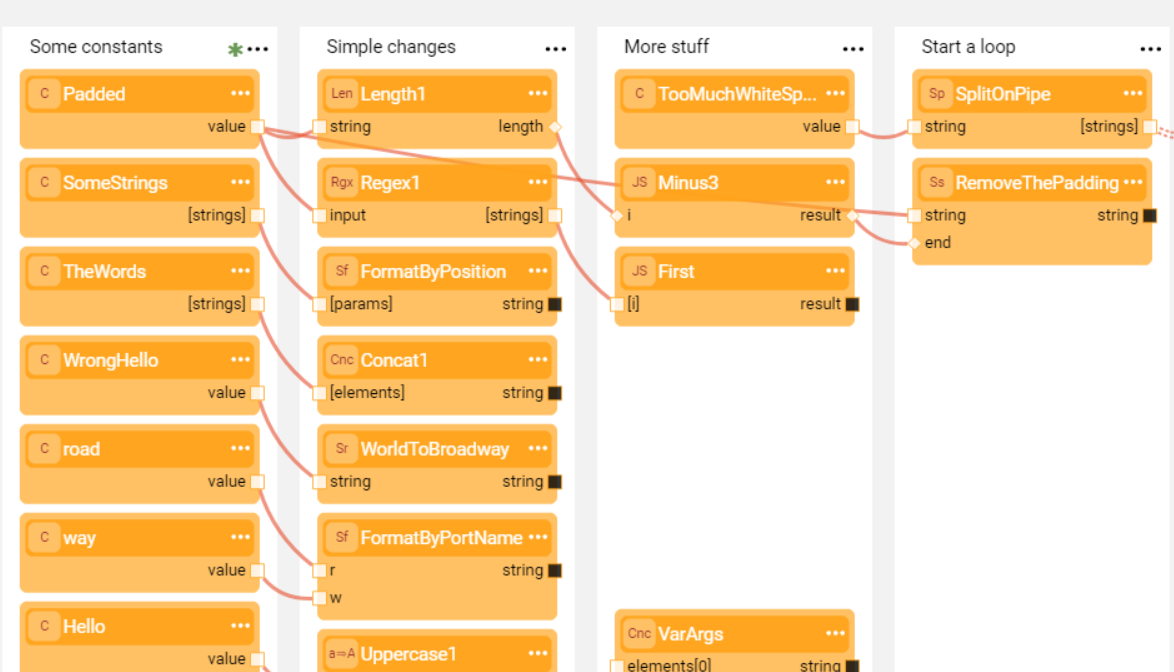 Some constants
C Padded
value
C SomeStrings
[strings]
C TheWords
[strings]
C WrongHello
value
C road
value
C way
value
C Hello
value
Simple changes
Len Length1
string length
Rgx Regex1
input [strings]
Sf FormatByPosition
[params] string
Cnc Concat1
[elements] string
Sr WorldToBroadway
string string
Sf FormatByPortName
r string
w
a⇒A Uppercase1
More stuff
C TooMuchWhiteSp...
value
JS Minus3
i result
JS First
[i] result
Cnc VarArgs
elements[0] string
Start a loop
Sp SplitOnPipe
string [strings]
Ss RemoveThePadding
string string
end